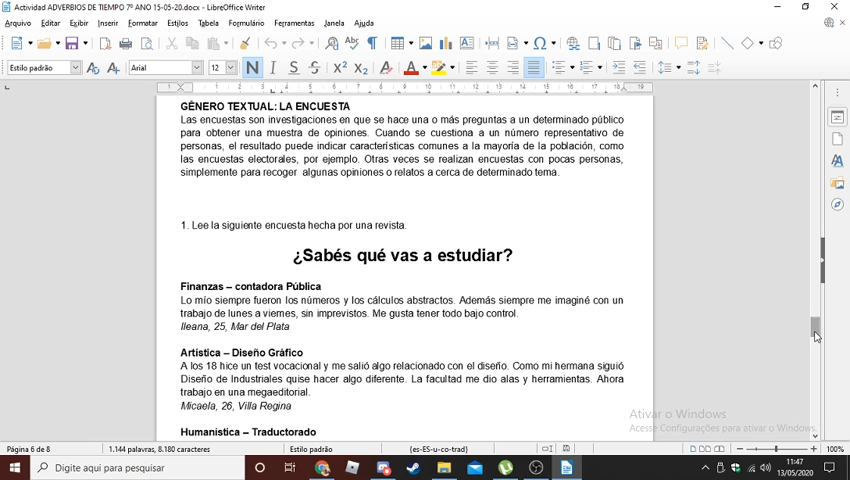 Actividad ADVERBIOS DE TIEMPO 7º ANO 15-05-20.docx - LibreOffice Writer
Arquivo Editar Exibir Inserir Formatar Estilos Tabela Formulário Ferramentas Janela Ajuda
Estilo padrão Arial 12 N I S S X² X₂
GÊNERO TEXTUAL: LA ENCUESTA
Las encuestas son investigaciones en que se hace una o más preguntas a un determinado público
para obtener una muestra de opiniones. Cuando se cuestiona a un número representativo de
personas, el resultado puede indicar características comunes a la mayoría de la población, como
las encuestas electorales, por ejemplo. Otras veces se realizan encuestas con pocas personas,
simplemente para recoger algunas opiniones o relatos a cerca de determinado tema.
1. Lee la siguiente encuesta hecha por una revista.
¿Sabés qué vas a estudiar?
Finanzas – contadora Pública
Lo mío siempre fueron los números y los cálculos abstractos. Además siempre me imaginé con un
trabajo de lunes a viernes, sin imprevistos. Me gusta tener todo bajo control.
Ileana, 25, Mar del Plata
Artística – Diseño Gráfico
A los 18 hice un test vocacional y me salió algo relacionado con el diseño. Como mi hermana siguió
Diseño de Industriales quise hacer algo diferente. La facultad me dio alas y herramientas. Ahora
trabajo en una megaeditorial.
Micaela, 26, Villa Regina
Humanística – Traductorado
Ativar o Windows
Acesse Configurações para ativar o Windows.
Página 6 de 8 1.144 palavras, 8.180 caracteres Estilo padrão {es-ES-u-co-trad} 100%
Digite aqui para pesquisar 11:47
13/05/2020